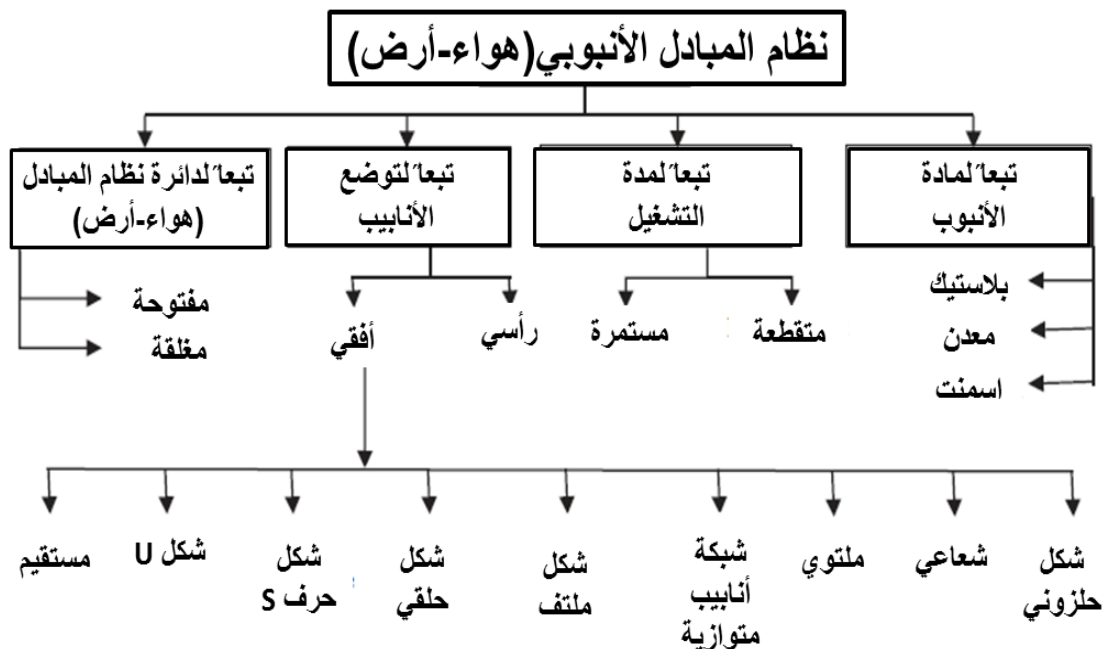 نظام المبادل الأنبوبي(هواء-أرض)
تبعاً لمادة
الأنبوب
تبعاً لمدة
التشغيل
تبعاً لتوضع
الأنابيب
تبعاً لدائرة نظام المبادل
(هواء-أرض)
بلاستيك
معدن
اسمنت
متقطعة
مستمرة
رأسي
أفقي
مفتوحة
مغلقة
شكل
حلزوني
شعاعي
ملتوي
شبكة
أنابيب
متوازية
شكل
ملتف
شكل
حلقي
شكل
حرف S
شكل U
مستقيم